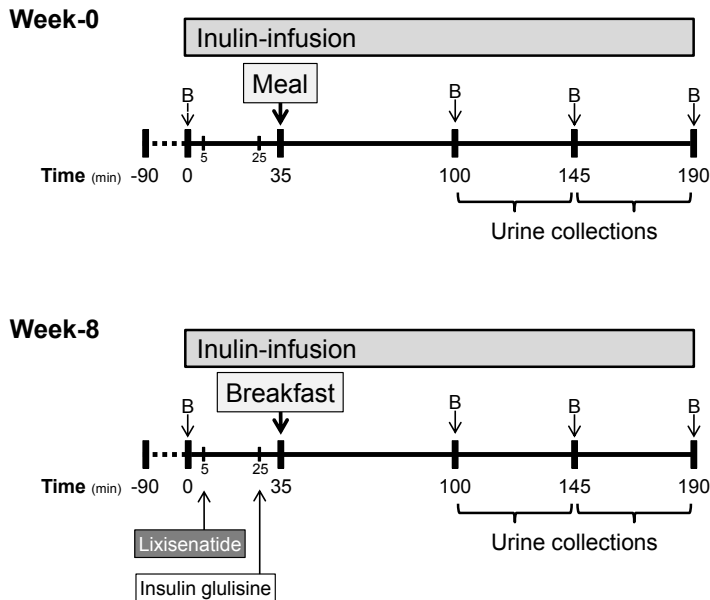 Week-0
Inulin-infusion
Meal
B B B B
5 25
Time (min) -90 0 35 100 145 190
Urine collections
Week-8
Inulin-infusion
Breakfast
B B B B
5 25
Time (min) -90 0 35 100 145 190
Lixisenatide
Urine collections
Insulin glulisine